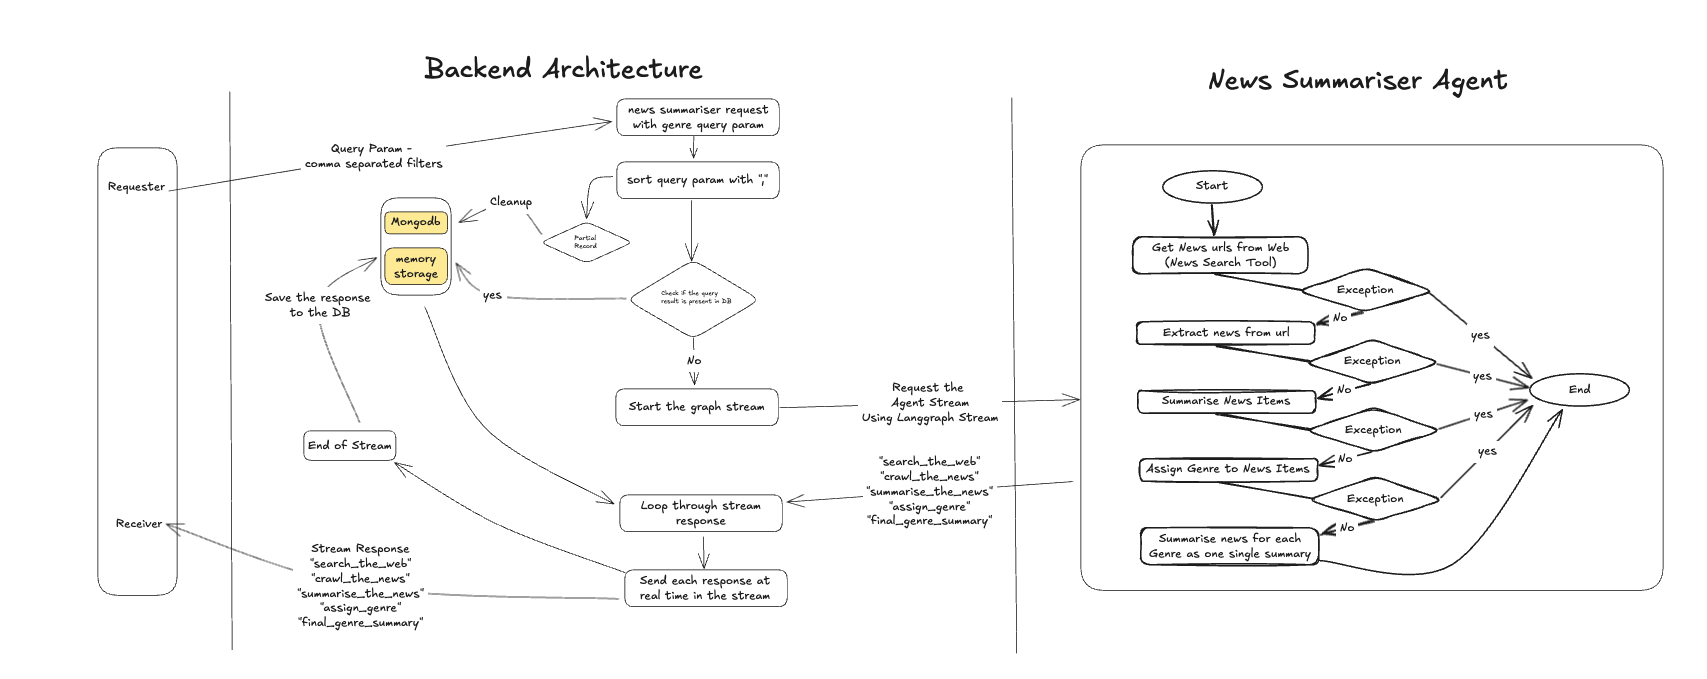 Backend Architecture
News Summariser Agent
Requester
Receiver
Query Param -
comma separated filters
news summariser request
with genre query param
sort query param with ","
Cleanup
Partial
Record
Mongodb
memory
storage
Check if the query
result is present in DB
yes
No
Save the response
to the DB
Start the graph stream
Request the
Agent Stream
Using Langgraph Stream
End of Stream
"search_the_web"
"crawl_the_news"
"summarise_the_news"
"assign_genre"
"final_genre_summary"
Loop through stream
response
Send each response at
real time in the stream
Stream Response
"search_the_web"
"crawl_the_news"
"summarise_the_news"
"assign_genre"
"final_genre_summary"
Start
Get News urls from Web
(News Search Tool)
Exception
No
yes
Extract news from url
Exception
No
yes
Summarise News Items
Exception
No
yes
Assign Genre to News Items
Exception
No
yes
Summarise news for each
Genre as one single summary
End